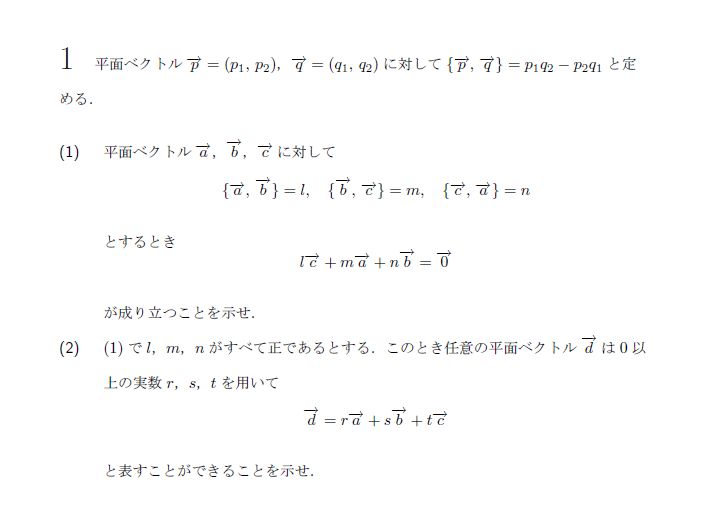 1 平面ベクトル $\overrightarrow{p} = (p_1, p_2)$, $\overrightarrow{q} = (q_1, q_2)$ に対して $\{\overrightarrow{p}, \overrightarrow{q}\} = p_1q_2 - p_2q_1$ と定
める.
(1) 平面ベクトル $\overrightarrow{a}$, $\overrightarrow{b}$, $\overrightarrow{c}$ に対して
$\{\overrightarrow{a}, \overrightarrow{b}\} = l, \{\overrightarrow{b}, \overrightarrow{c}\} = m, \{\overrightarrow{c}, \overrightarrow{a}\} = n$
とするとき
$l\overrightarrow{c} + m\overrightarrow{a} + n\overrightarrow{b} = \overrightarrow{0}$
が成り立つことを示せ.
(2) (1) で $l$, $m$, $n$ がすべて正であるとする. このとき任意の平面ベクトル $\overrightarrow{d}$ は 0 以
上の実数 $r$, $s$, $t$ を用いて
$\overrightarrow{d} = r\overrightarrow{a} + s\overrightarrow{b} + t\overrightarrow{c}$
と表すことができることを示せ.